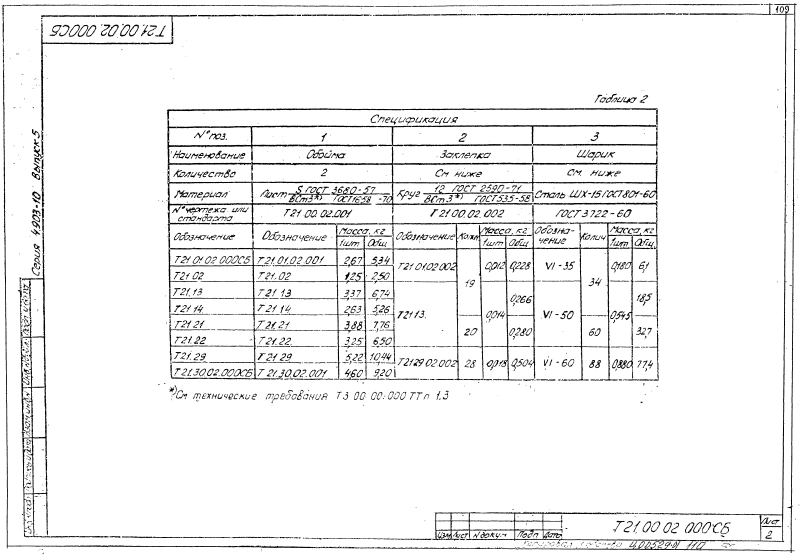 109
Т21.00.02.000СБ
Серия 4.903-10 Выпуск 5
Таблица 2
Спецификация
№ поз. 1 2 3
Наименование Обойма Заклепка Шарик
Количество 2 См ниже См. ниже
Материал Лист S ГОСТ 3680-57 / ВСт3*) ГОСТ 1658-70 Круг 12 ГОСТ 2590-71 / ВСт3*) ГОСТ 535-58 Сталь ШХ-15 ГОСТ 801-60
№ чертежа или стандарта Т21 00.02.001 Т21.00.02.002 ГОСТ 3722-60
Обозначение Обозначение Масса, кг Обозначение Колич Масса, кг Обозначение Колич Масса, кг
1шт Общ. 1шт Общ. 1шт Общ.
Т21.01.02.000СБ Т21.01.02.001 2,67 5,34 Т21.01.02.002 19 0,012 0,228 VI-35 34 0,180 6,1
Т21.02 Т21.02 1,25 2,50
Т21.13 Т21 13 3,37 6,74 Т21 13. 0,014 0,266 VI-50 0,545 18,5
Т21 14 Т21 14 2,63 5,26
Т21 21 Т21.21 3,88 7,76 20 0,280 60 32,7
Т21.22 Т21.22. 3,25 6,50
Т21.29 Т21 29 5,22 10,44 Т21 29 02.002 28 0,018 0,504 VI-60 88 0,880 77,4
Т21.30.02.000СБ Т21.30.02.001 4,60 9,20
*) См технические требования Т3 00 00.000 ТТ п 1.3
Т21.00 02 000СБ
Лист
2
Изм Лист № докум Подп Дата